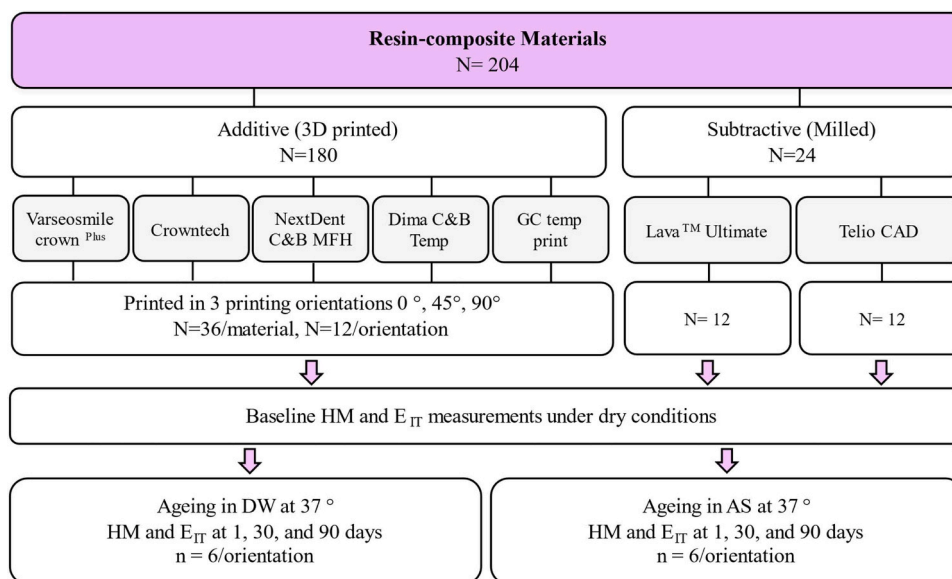 Resin-composite Materials
N= 204
Additive (3D printed)
N=180
Subtractive (Milled)
N=24
Varseosmile
crown Plus
Crowntech
NextDent
C&B MFH
Dima C&B
Temp
GC temp
print
Lava™ Ultimate
Telio CAD
Printed in 3 printing orientations 0 °, 45°, 90°
N=36/material, N=12/orientation
N= 12
N= 12
Baseline HM and E IT measurements under dry conditions
Ageing in DW at 37 °
HM and EIT at 1, 30, and 90 days
n = 6/orientation
Ageing in AS at 37 °
HM and EIT at 1, 30, and 90 days
n = 6/orientation